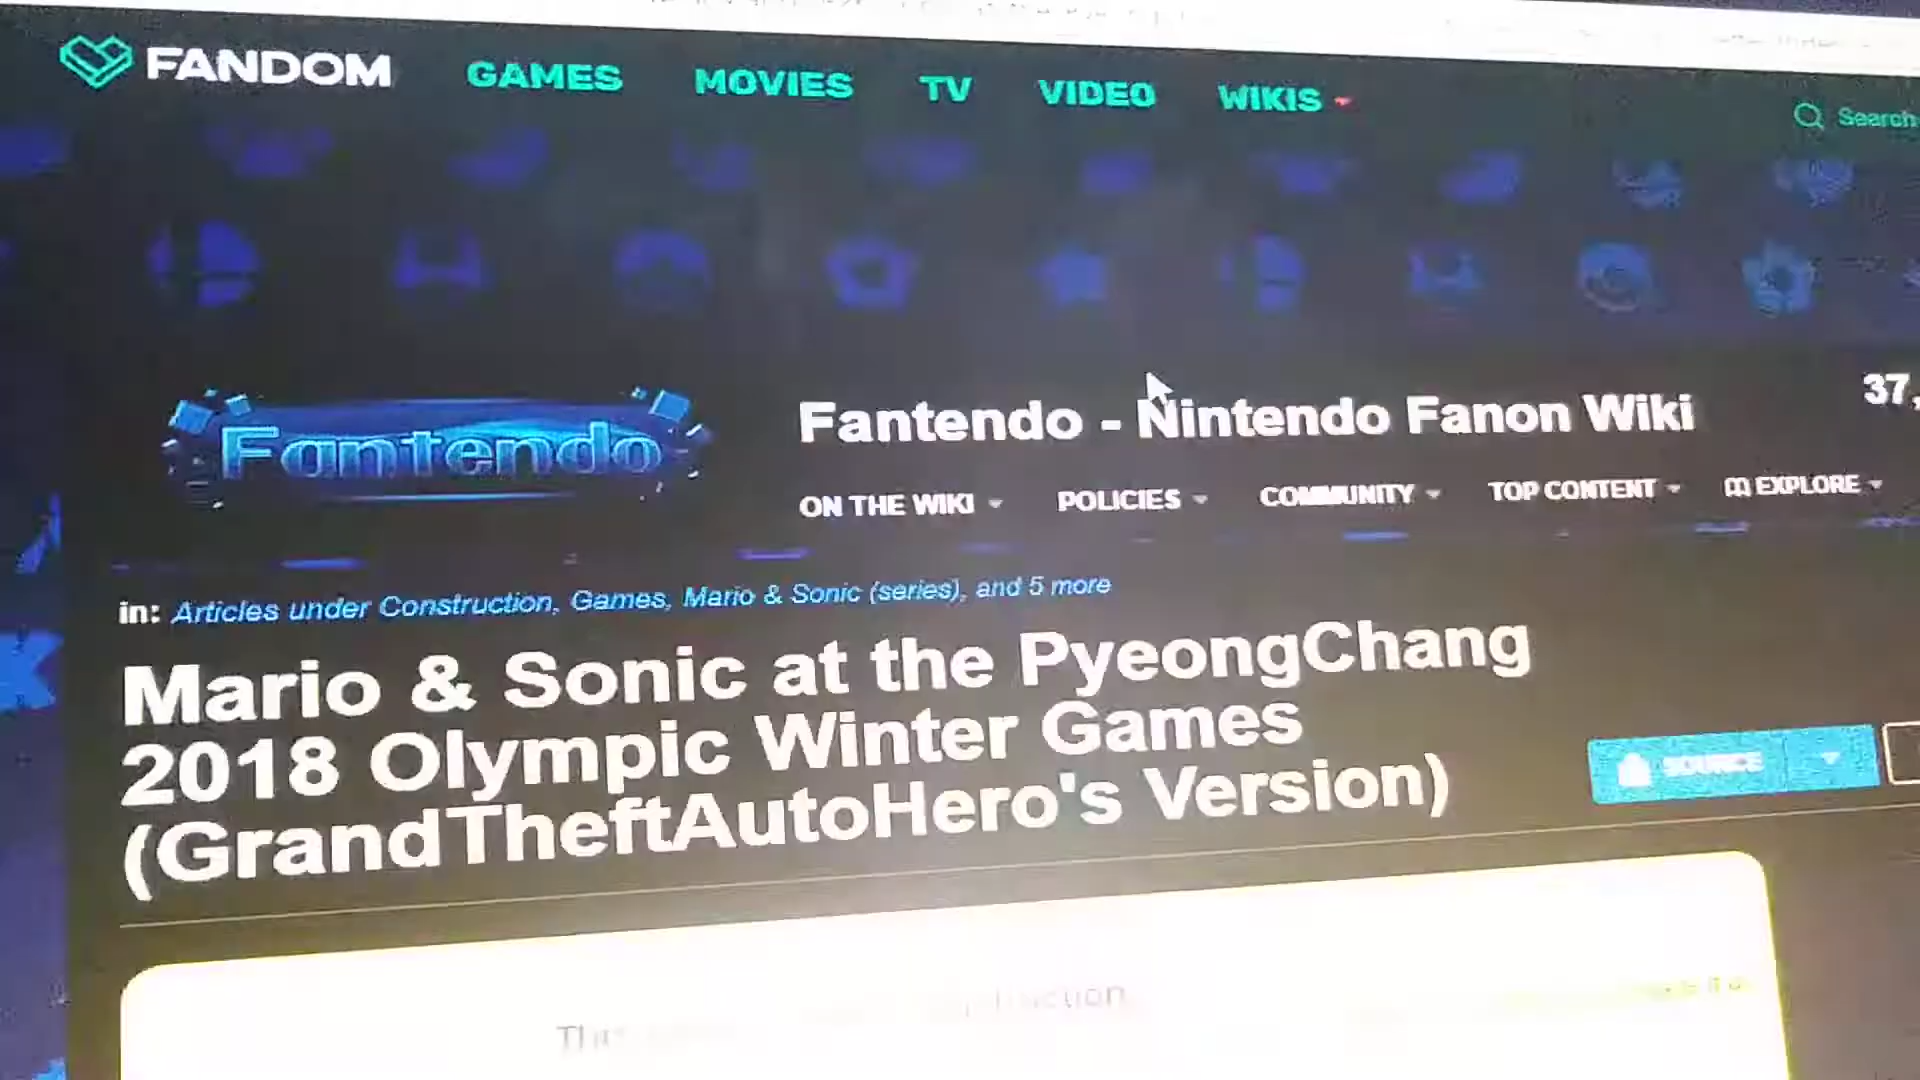 FANDOM GAMES MOVIES TV VIDEO WIKIS Search
Fantendo
Fantendo - Nintendo Fanon Wiki 37,
ON THE WIKI POLICIES COMMUNITY TOP CONTENT EXPLORE
in: Articles under Construction, Games, Mario & Sonic (series), and 5 more
Mario & Sonic at the PyeongChang
2018 Olympic Winter Games
(GrandTheftAutoHero's Version)
SOURCE